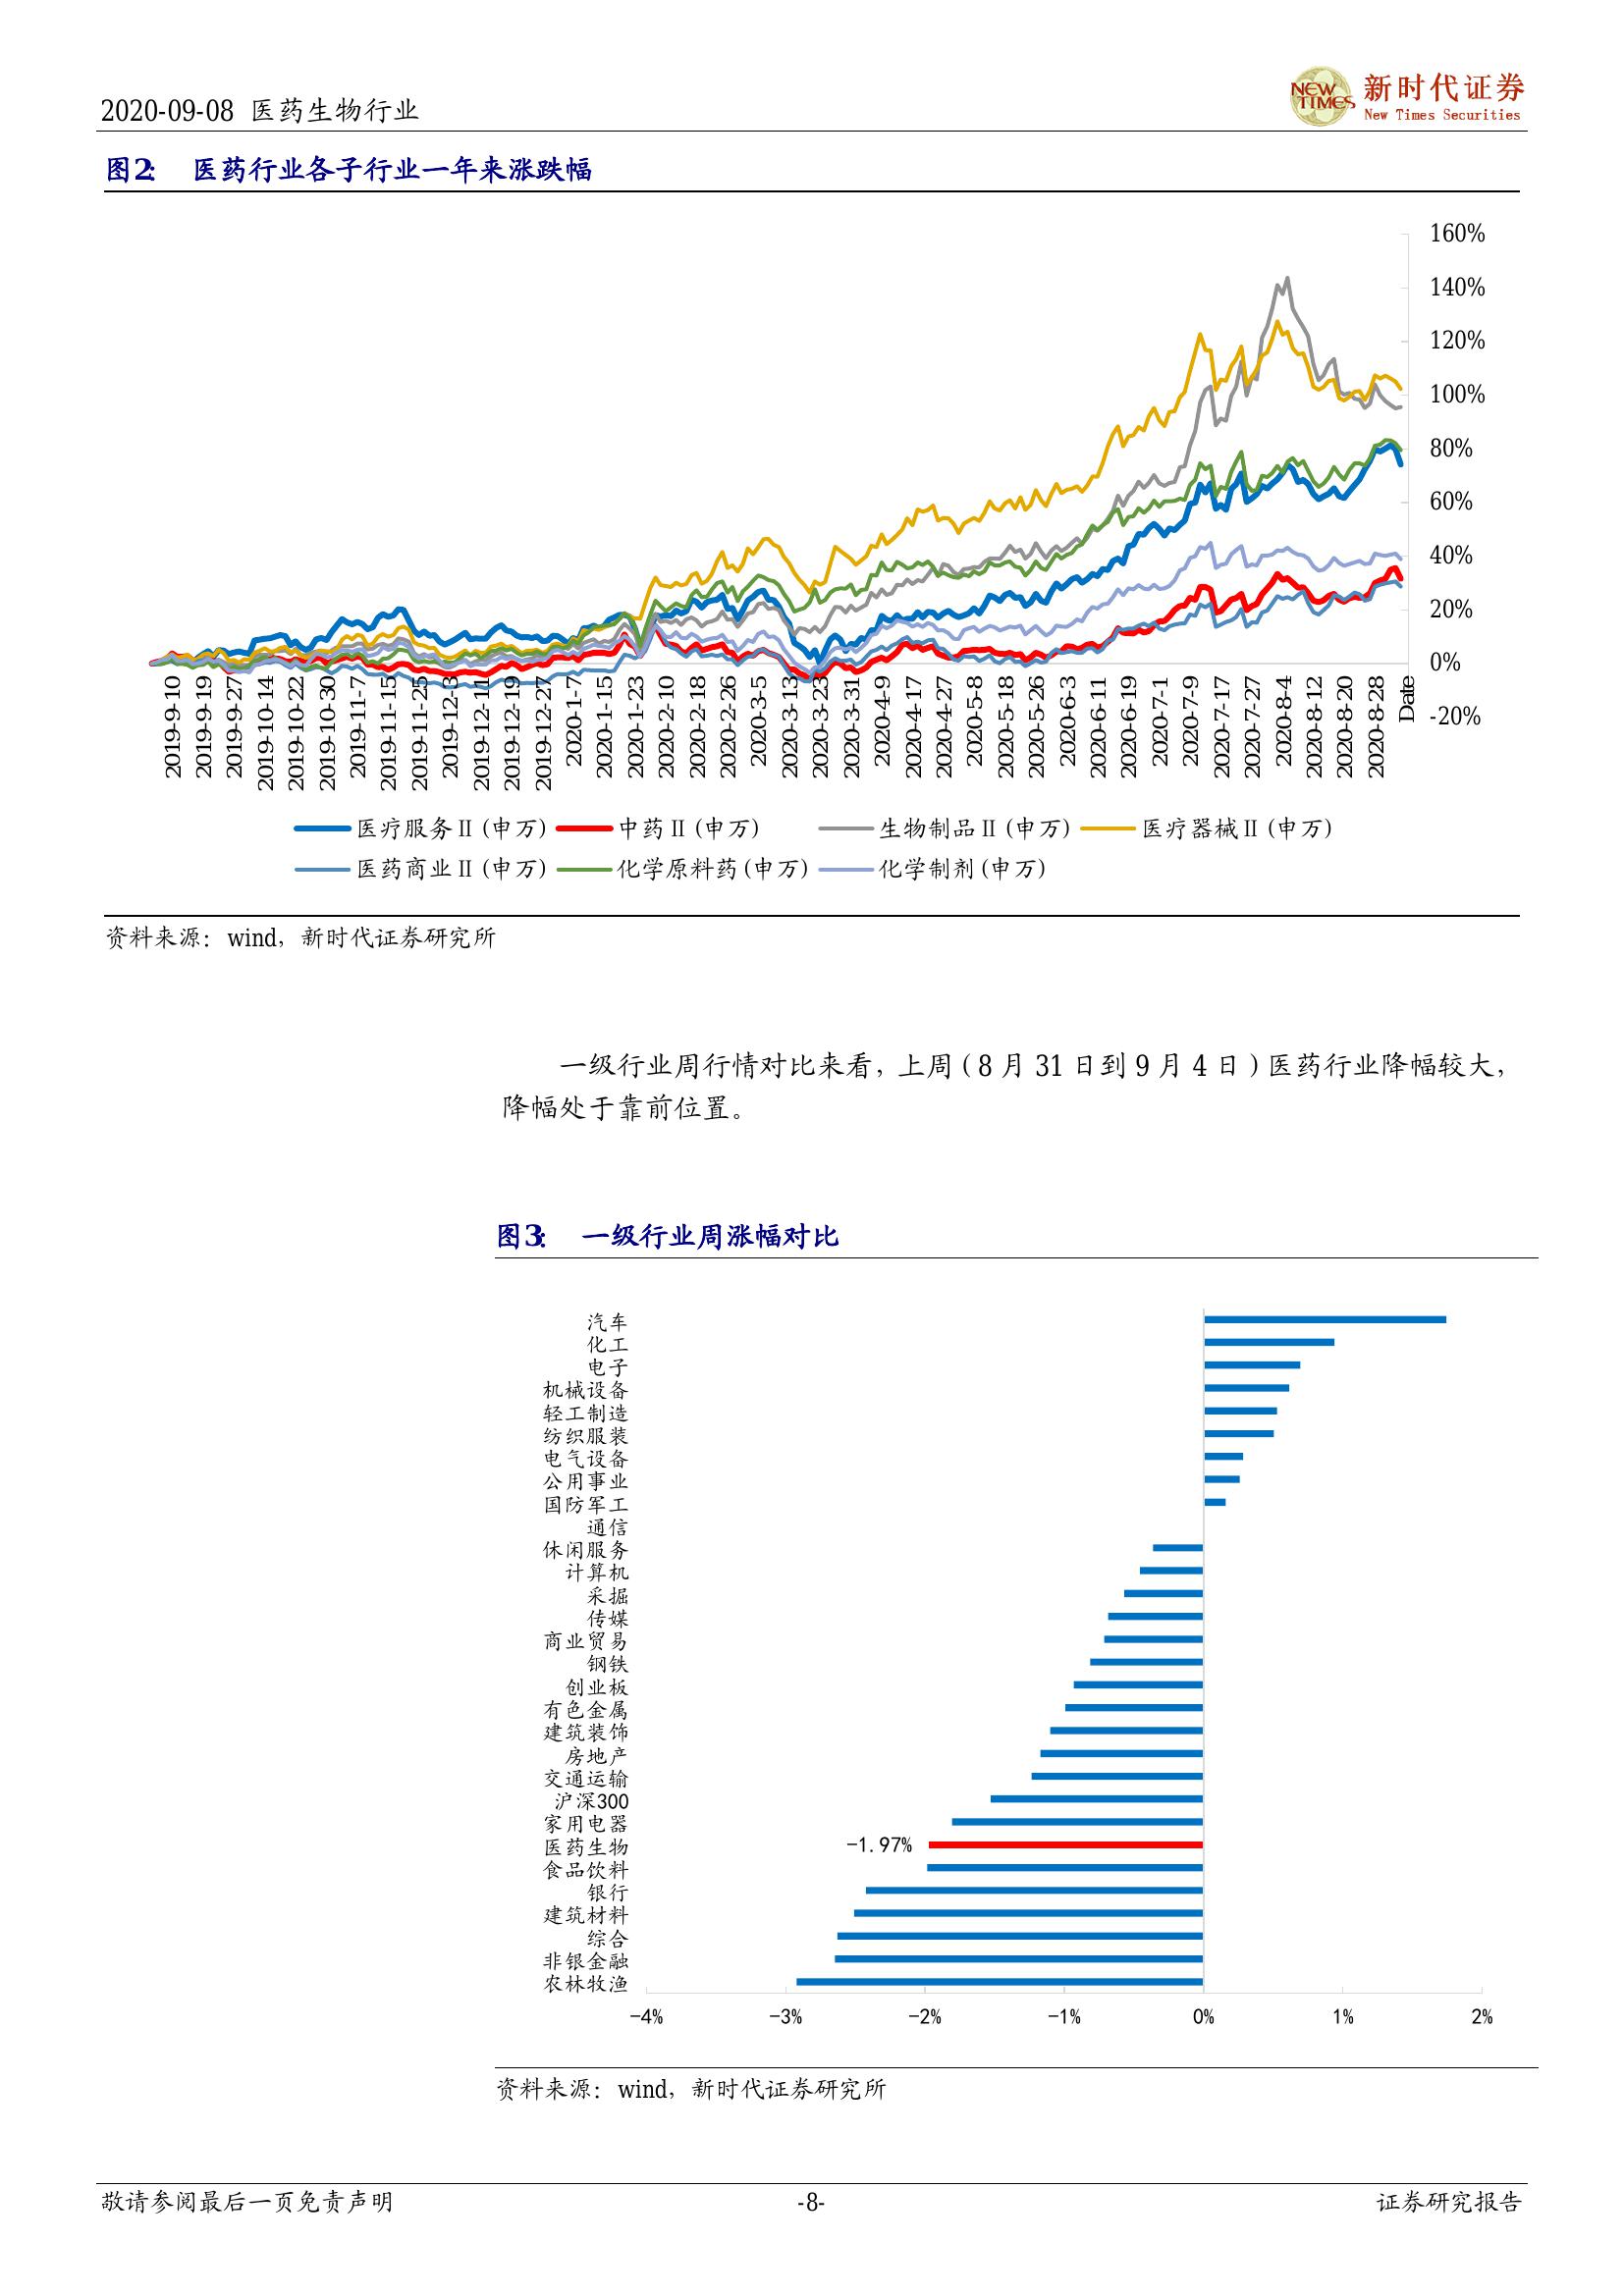 2020-09-08 医药生物行业
NEW TIMES
新时代证券
New Times Securities
图2: 医药行业各子行业一年来涨跌幅
160%
140%
120%
100%
80%
60%
40%
20%
0%
-20%
2019-9-10
2019-9-19
2019-9-27
2019-10-14
2019-10-22
2019-10-30
2019-11-7
2019-11-15
2019-11-25
2019-12-3
2019-12-11
2019-12-19
2019-12-27
2020-1-7
2020-1-15
2020-1-23
2020-2-10
2020-2-18
2020-2-26
2020-3-5
2020-3-13
2020-3-23
2020-3-31
2020-4-9
2020-4-17
2020-4-27
2020-5-8
2020-5-18
2020-5-26
2020-6-3
2020-6-11
2020-6-19
2020-7-1
2020-7-9
2020-7-17
2020-7-27
2020-8-4
2020-8-12
2020-8-20
2020-8-28
Date
医疗服务Ⅱ(申万) 中药Ⅱ(申万) 生物制品Ⅱ(申万) 医疗器械Ⅱ(申万)
医药商业Ⅱ(申万) 化学原料药(申万) 化学制剂(申万)
资料来源：wind，新时代证券研究所
一级行业周行情对比来看，上周（8 月 31 日到 9 月 4 日）医药行业降幅较大，
降幅处于靠前位置。
图3: 一级行业周涨幅对比
汽车
化工
电子
机械设备
轻工制造
纺织服装
电气设备
公用事业
国防军工
通信
休闲服务
计算机
采掘
传媒
商业贸易
钢铁
创业板
有色金属
建筑装饰
房地产
交通运输
沪深300
家用电器
医药生物 -1.97%
食品饮料
银行
建筑材料
综合
非银金融
农林牧渔
-4% -3% -2% -1% 0% 1% 2%
资料来源：wind，新时代证券研究所
敬请参阅最后一页免责声明 -8- 证券研究报告